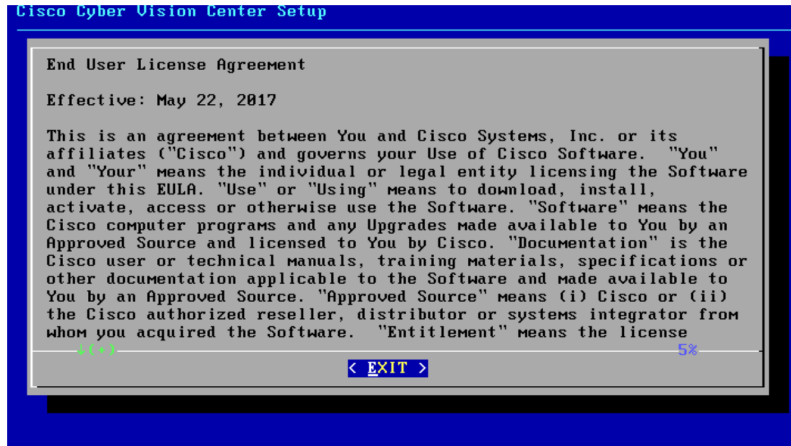 Cisco Cyber Vision Center Setup
End User License Agreement
Effective: May 22, 2017
This is an agreement between You and Cisco Systems, Inc. or its
affiliates ("Cisco") and governs your Use of Cisco Software.  "You"
and "Your" means the individual or legal entity licensing the Software
under this EULA. "Use" or "Using" means to download, install,
activate, access or otherwise use the Software. "Software" means the
Cisco computer programs and any Upgrades made available to You by an
Approved Source and licensed to You by Cisco. "Documentation" is the
Cisco user or technical manuals, training materials, specifications or
other documentation applicable to the Software and made available to
You by an Approved Source. "Approved Source" means (i) Cisco or (ii)
the Cisco authorized reseller, distributor or systems integrator from
whom you acquired the Software.  "Entitlement" means the license
↓(+) 5%
< EXIT >